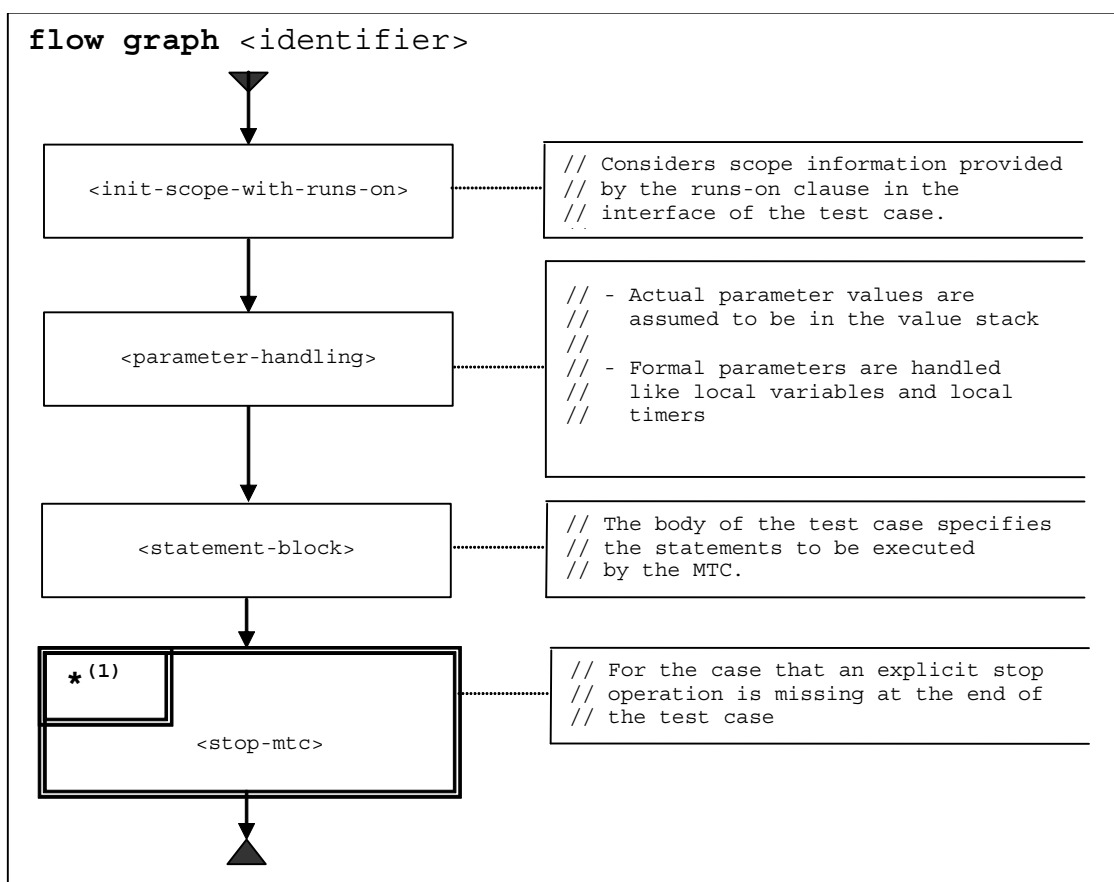 flow graph <identifier>
<init-scope-with-runs-on>
// Considers scope information provided
// by the runs-on clause in the
// interface of the test case.
<parameter-handling>
// - Actual parameter values are
//   assumed to be in the value stack
//
// - Formal parameters are handled
//   like local variables and local
//   timers
<statement-block>
// The body of the test case specifies
// the statements to be executed
// by the MTC.
*(1)
<stop-mtc>
// For the case that an explicit stop
// operation is missing at the end of
// the test case